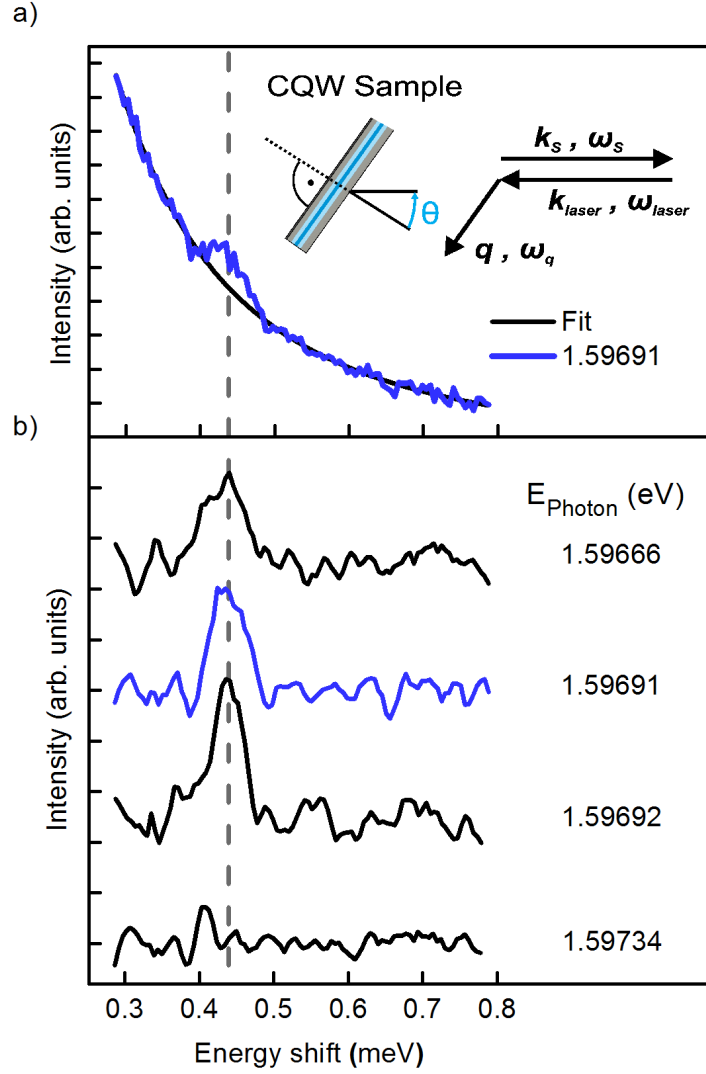 a)
CQW Sample
θ
k_s , ω_s
k_laser , ω_laser
q , ω_q
Intensity (arb. units)
Fit
1.59691
b)
E_Photon (eV)
1.59666
1.59691
1.59692
1.59734
Intensity (arb. units)
0.3 0.4 0.5 0.6 0.7 0.8
Energy shift (meV)